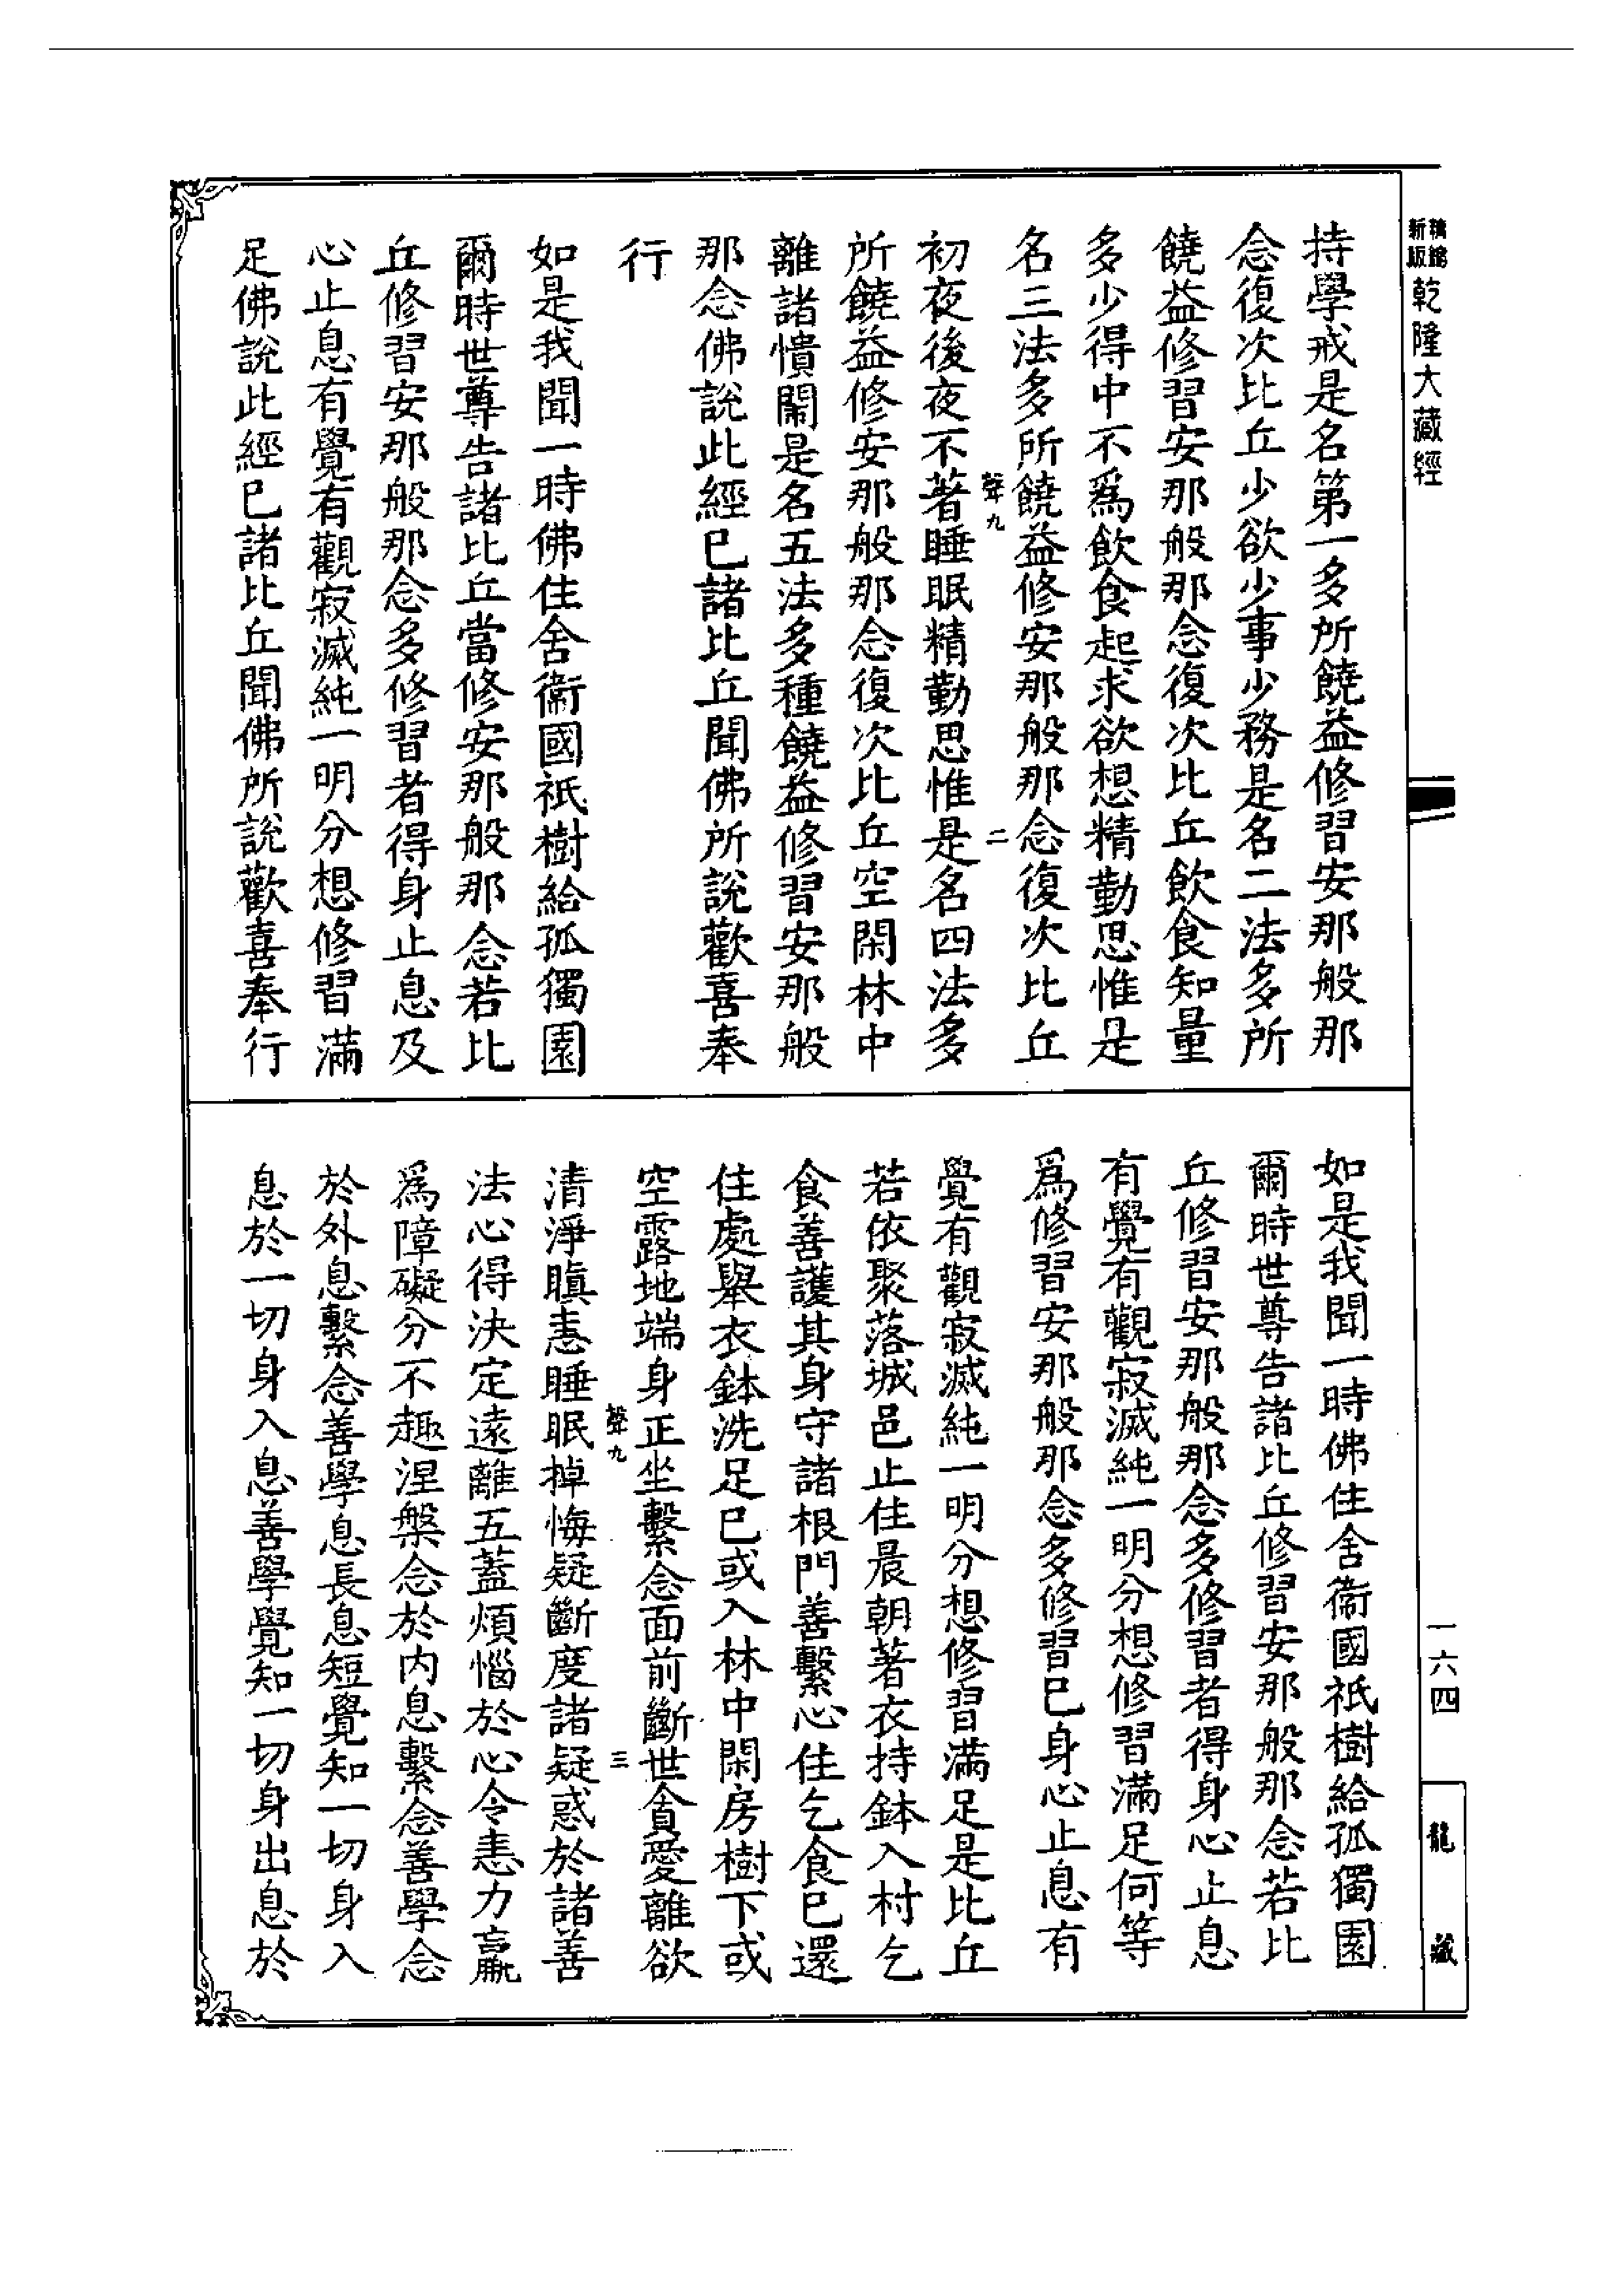 新編
縮版
乾隆大藏經
持學戒是名第一多所饒益修習安那般那
念復次比丘少欲少事少務是名二法多所
饒益修習安那般那念復次比丘飲食知量
多少得中不爲飲食起求欲想精勤思惟是
名三法多所饒益修安那般那念復次比丘
聲九
二
初夜後夜不著睡眠精勤思惟是名四法多
所饒益修安那般那念復次比丘空閑林中
離諸憒閙是名五法多種饒益修習安那般
那念佛說此經已諸比丘聞佛所說歡喜奉
行
如是我聞一時佛住舍衛國祇樹給孤獨園
爾時世尊告諸比丘當修安那般那念若比
丘修習安那般那念多修習者得身止息及
心止息有覺有觀寂滅純一明分想修習滿
足佛說此經已諸比丘聞佛所說歡喜奉行
如是我聞一時佛住舍衛國祇樹給孤獨園
爾時世尊告諸比丘修習安那般那念若比
丘修習安那般那念多修習者得身心止息
有覺有觀寂滅純一明分想修習滿足何等
爲修習安那般那念多修習已身心止息有
覺有觀寂滅純一明分想修習滿足是比丘
若依聚落城邑止住晨朝著衣持鉢入村乞
食善護其身守諸根門善繫心住乞食已還
住處舉衣鉢洗足已或入林中閑房樹下或
空露地端身正坐繫念面前斷世貪愛離欲
聲九
三
清淨瞋恚睡眠掉悔疑斷度諸疑惑於諸善
法心得決定遠離五蓋煩惱於心令恚力羸
爲障礙分不趣涅槃念於內息繫念善學念
於外息繫念善學息長息短覺知一切身入
息於一切身入息善學覺知一切身出息於
一六四
龍藏